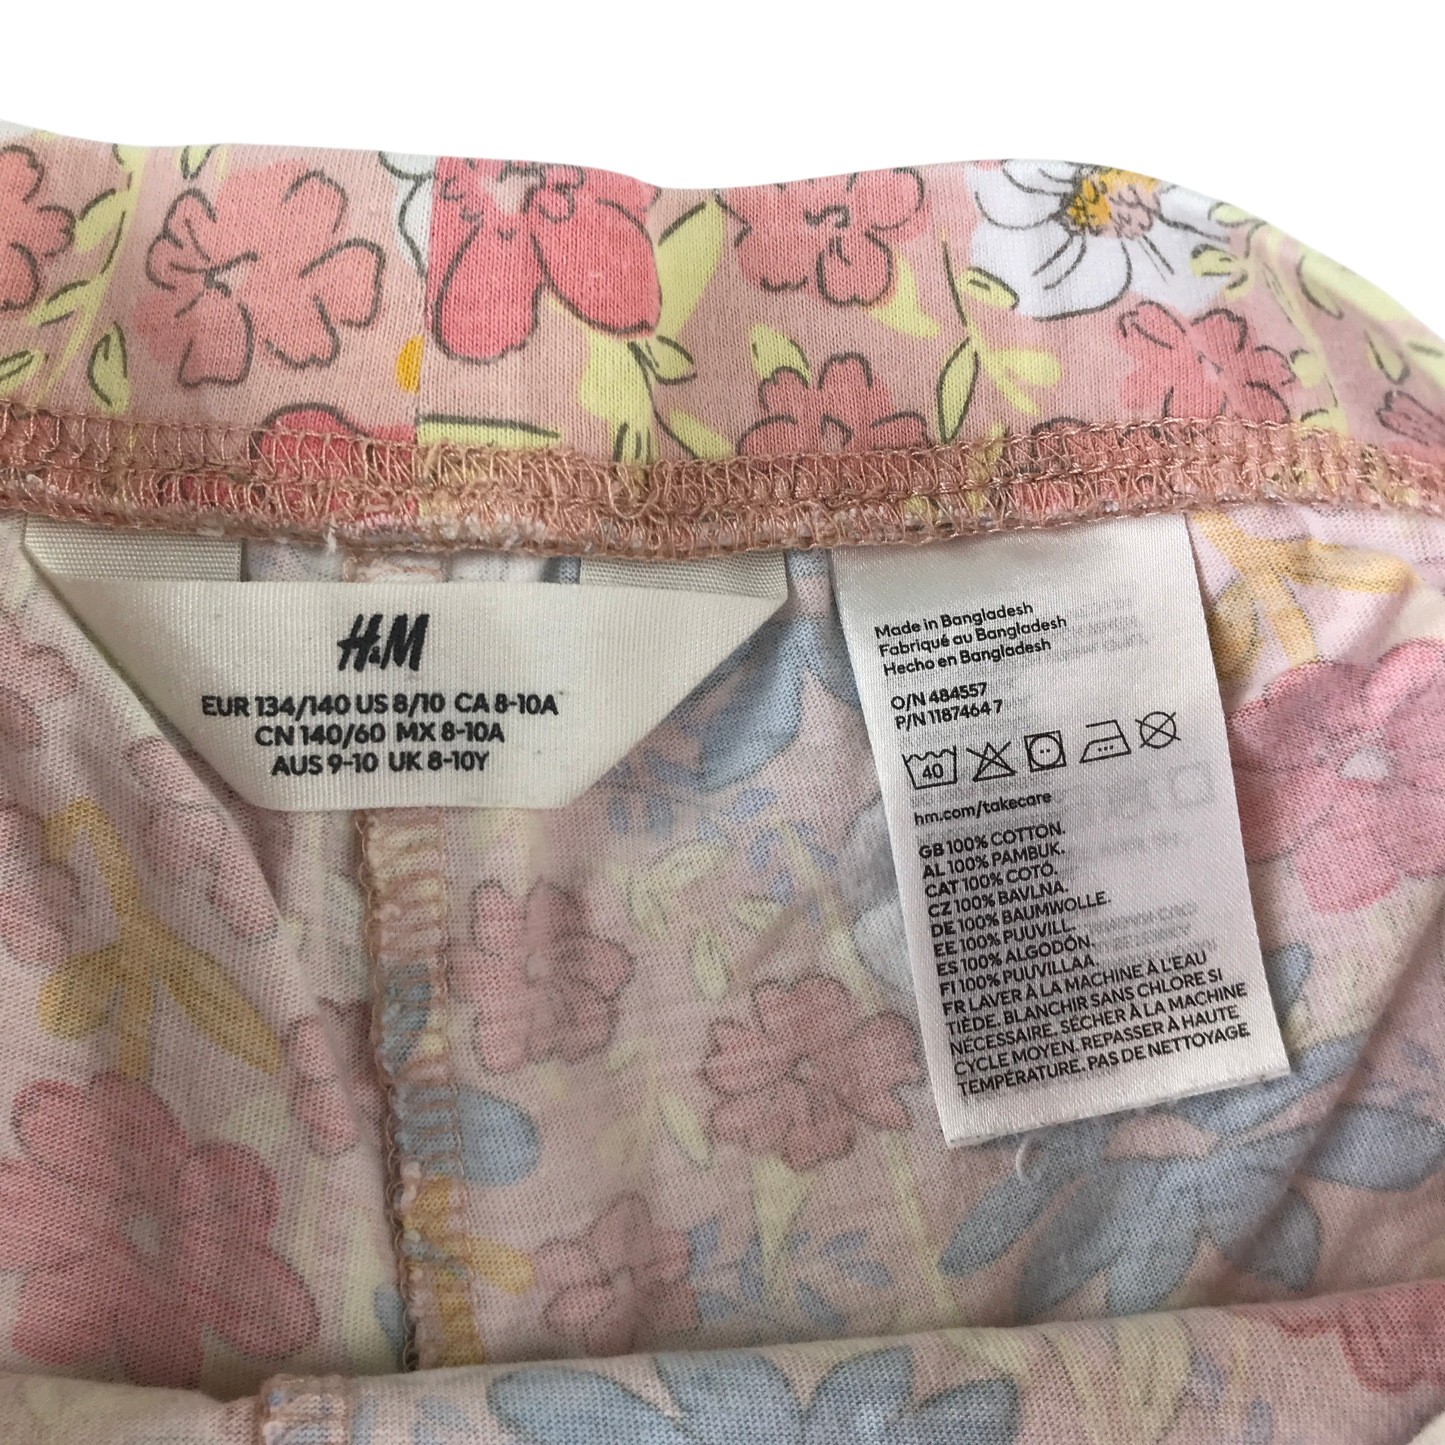 H&M
EUR 134/140 US 8/10 CA 8-10A
CN 140/60 MX 8-10A
AUS 9-10 UK 8-10Y
Made in Bangladesh
Fabriqué au Bangladesh
Hecho en Bangladesh
O/N 484557
P/N 1187464 7
40
hm.com/takecare
GB 100% COTTON.
AL 100% PAMBUK.
CAT 100% COTÓ.
CZ 100% BAVLNA.
DE 100% BAUMWOLLE.
EE 100% PUUVILL.
ES 100% ALGODÓN.
FI 100% PUUVILLAA.
FR LAVER À LA MACHINE À L'EAU
TIÈDE. BLANCHIR SANS CHLORE SI
NÉCESSAIRE. SÉCHER À LA MACHINE
CYCLE MOYEN. REPASSER À HAUTE
TEMPÉRATURE. PAS DE NETTOYAGE